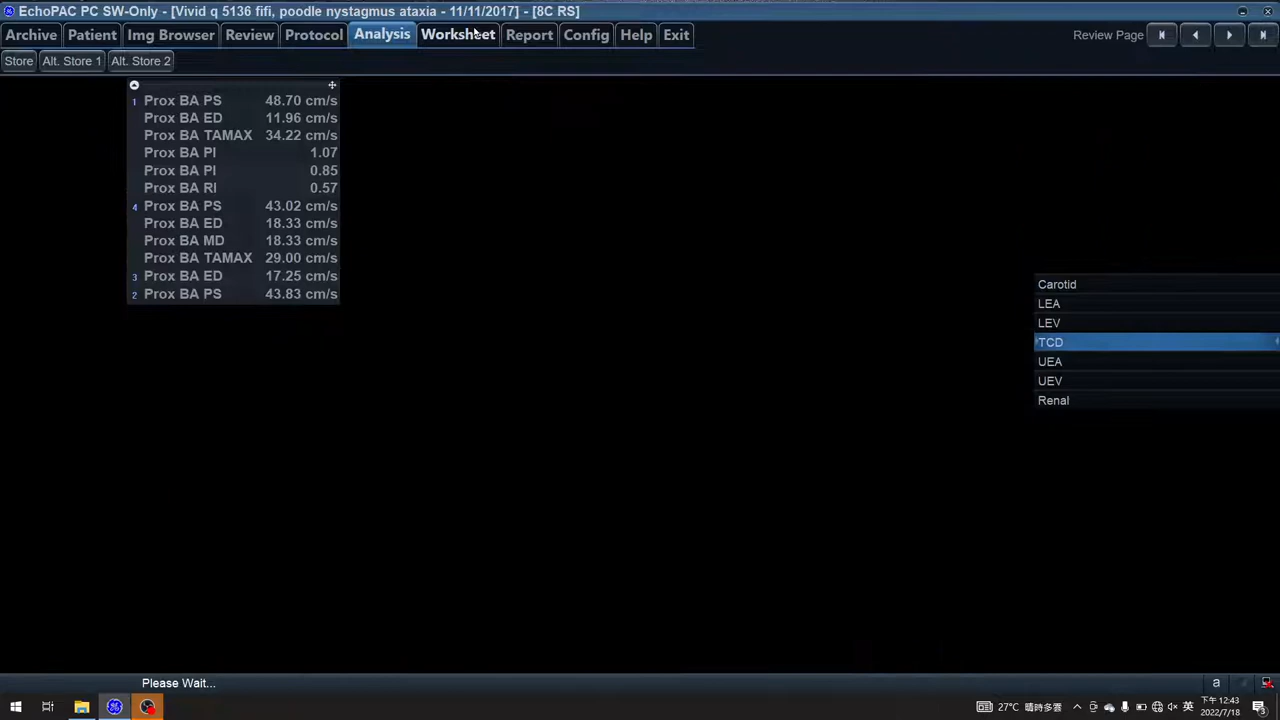 EchoPAC PC SW-Only - [Vivid q 5136 fifi, poodle nystagmus ataxia - 11/11/2017] - [8C RS]
Archive Patient Img Browser Review Protocol Analysis Worksheet Report Config Help Exit Review Page
Store Alt. Store 1 Alt. Store 2
1 Prox BA PS 48.70 cm/s
Prox BA ED 11.96 cm/s
Prox BA TAMAX 34.22 cm/s
Prox BA PI 1.07
Prox BA PI 0.85
Prox BA RI 0.57
4 Prox BA PS 43.02 cm/s
Prox BA ED 18.33 cm/s
Prox BA MD 18.33 cm/s
Prox BA TAMAX 29.00 cm/s
3 Prox BA ED 17.25 cm/s
2 Prox BA PS 43.83 cm/s
Carotid
LEA
LEV
TCD
UEA
UEV
Renal
Please Wait... a
27°C 晴時多雲 英 下午 12:43
2022/7/18